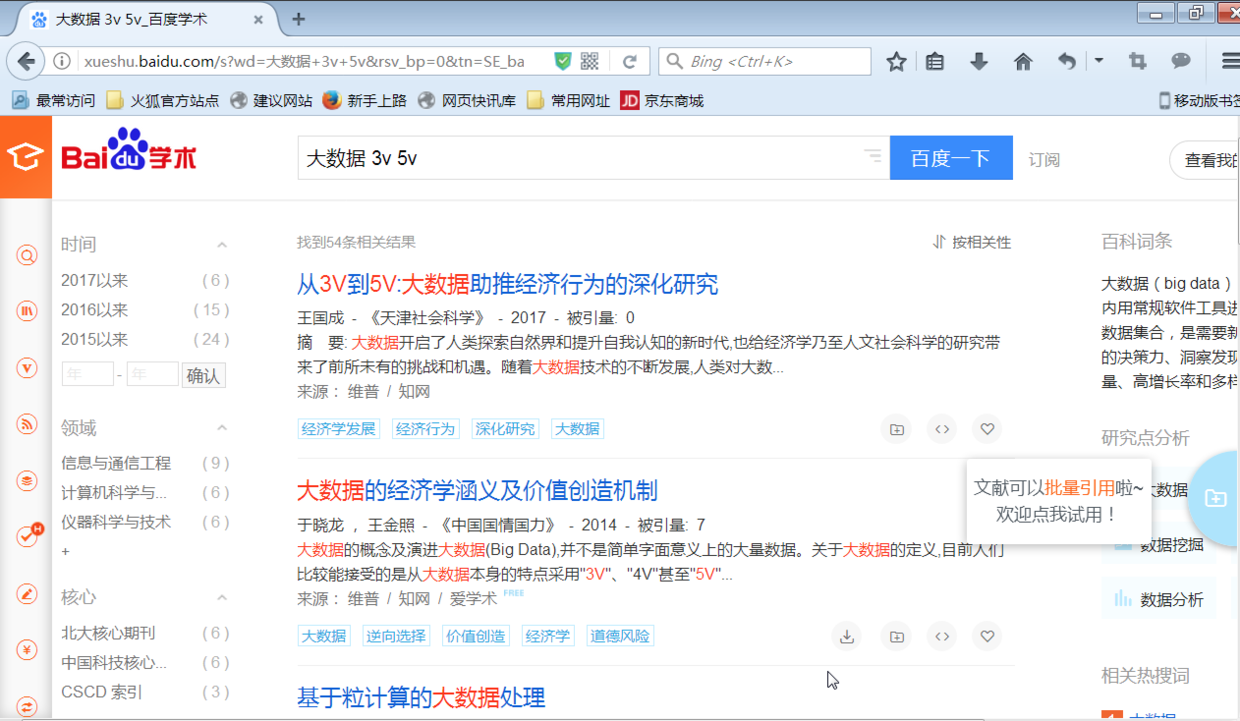 大数据 3v 5v_百度学术
xueshu.baidu.com/s?wd=大数据+3v+5v&rsv_bp=0&tn=SE_ba
Bing <Ctrl+K>
最常访问 火狐官方站点 建议网站 新手上路 网页快讯库 常用网址 JD 京东商城 移动版书签
Bai du 学术
大数据 3v 5v
百度一下
订阅
查看我的
时间
2017以来 ( 6 )
2016以来 ( 15 )
2015以来 ( 24 )
年 - 年 确认
领域
信息与通信工程 ( 9 )
计算机科学与... ( 6 )
仪器科学与技术 ( 6 )
+
核心
北大核心期刊 ( 6 )
中国科技核心... ( 6 )
CSCD 索引 ( 3 )
找到54条相关结果
按相关性
从3V到5V:大数据助推经济行为的深化研究
王国成 - 《天津社会科学》 - 2017 - 被引量: 0
摘 要: 大数据开启了人类探索自然界和提升自我认知的新时代,也给经济学乃至人文社会科学的研究带
来了前所未有的挑战和机遇。随着大数据技术的不断发展,人类对大数...
来源： 维普 / 知网
经济学发展 经济行为 深化研究 大数据
大数据的经济学涵义及价值创造机制
于晓龙 ， 王金照 - 《中国国情国力》 - 2014 - 被引量: 7
大数据的概念及演进大数据(Big Data),并不是简单字面意义上的大量数据。关于大数据的定义,目前人们
比较能接受的是从大数据本身的特点采用"3V"、"4V"甚至"5V"...
来源： 维普 / 知网 / 爱学术 FREE
大数据 逆向选择 价值创造 经济学 道德风险
基于粒计算的大数据处理
百科词条
大数据（big data）
内用常规软件工具进
数据集合，是需要新
的决策力、洞察发现
量、高增长率和多样
研究点分析
文献可以批量引用啦~
欢迎点我试用！
大数据
数据挖掘
数据分析
相关热搜词
1 大数据